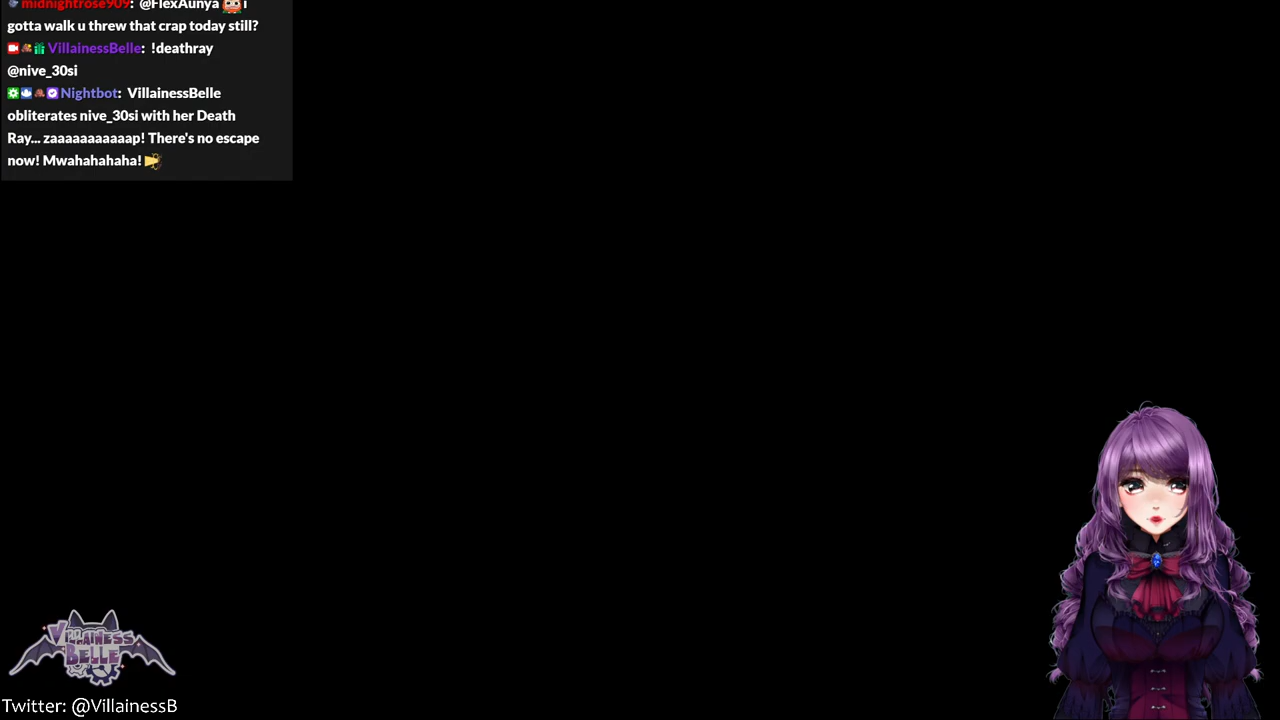 midnightrose909: @FlexAunya i
gotta walk u threw that crap today still?
VillainessBelle: !deathray
@nive_30si
Nightbot: VillainessBelle
obliterates nive_30si with her Death
Ray... zaaaaaaaaaap! There's no escape
now! Mwahahahaha!
VILLAINESS
BELLE
Twitter: @VillainessB